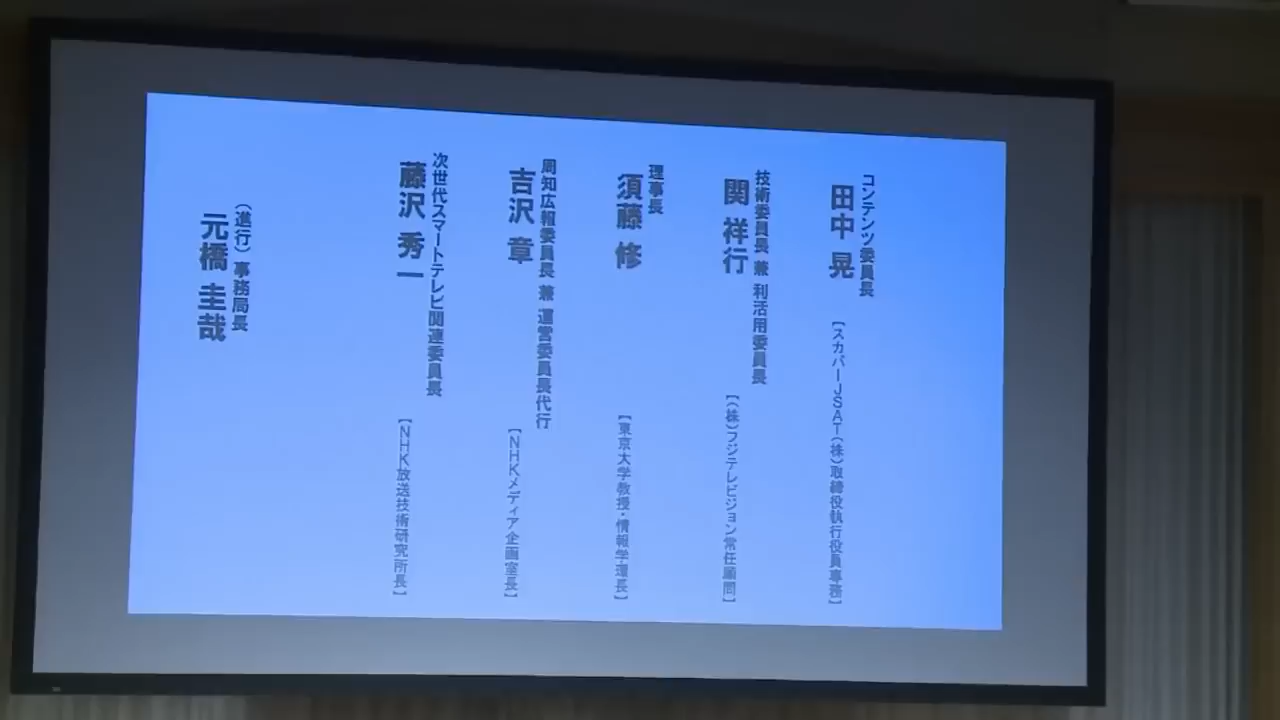 コンテンツ委員長
田中 晃
【スカパーJSAT(株)取締役執行役員専務】
技術委員長 兼 利活用委員長
関 祥行
【(株)フジテレビジョン常任顧問】
理事長
須藤 修
【東京大学教授・情報学環長】
周知広報委員長 兼 運営委員長代行
吉沢 章
【NHKメディア企画室長】
次世代スマートテレビ関連委員長
藤沢 秀一
【NHK放送技術研究所長】
(進行)事務局長
元橋 圭哉